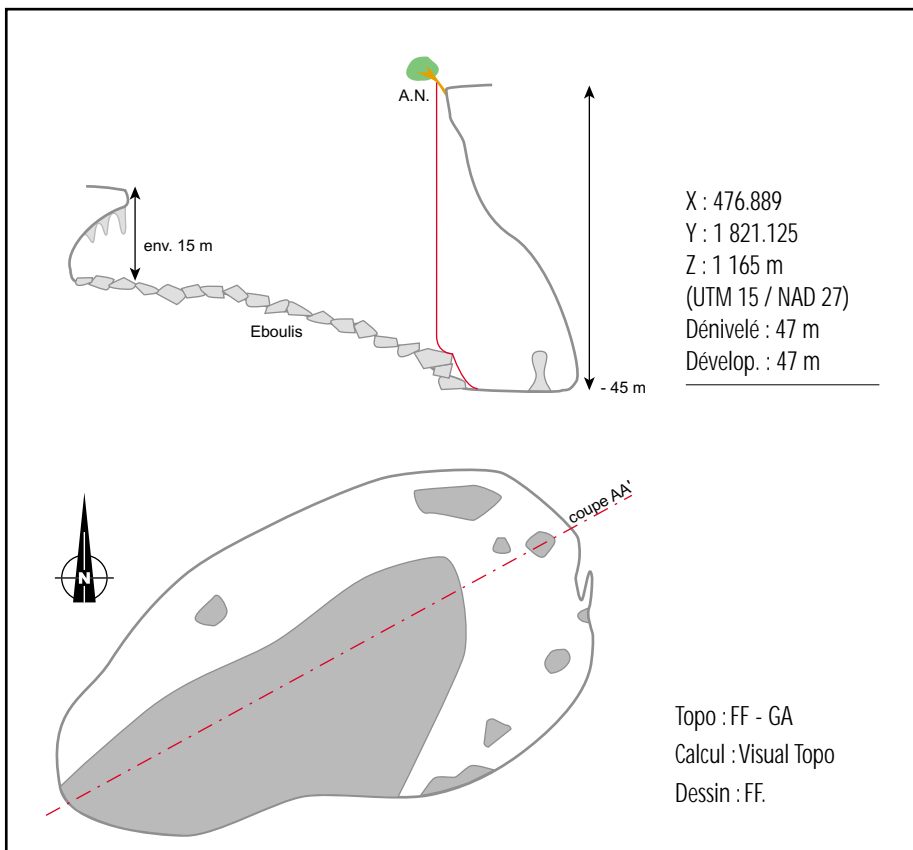 A.N.
env. 15 m
Eboulis
- 45 m
X : 476.889
Y : 1 821.125
Z : 1 165 m
(UTM 15 / NAD 27)
Dénivelé : 47 m
Dévelop. : 47 m
coupe AA'
N
Topo : FF - GA
Calcul : Visual Topo
Dessin : FF.